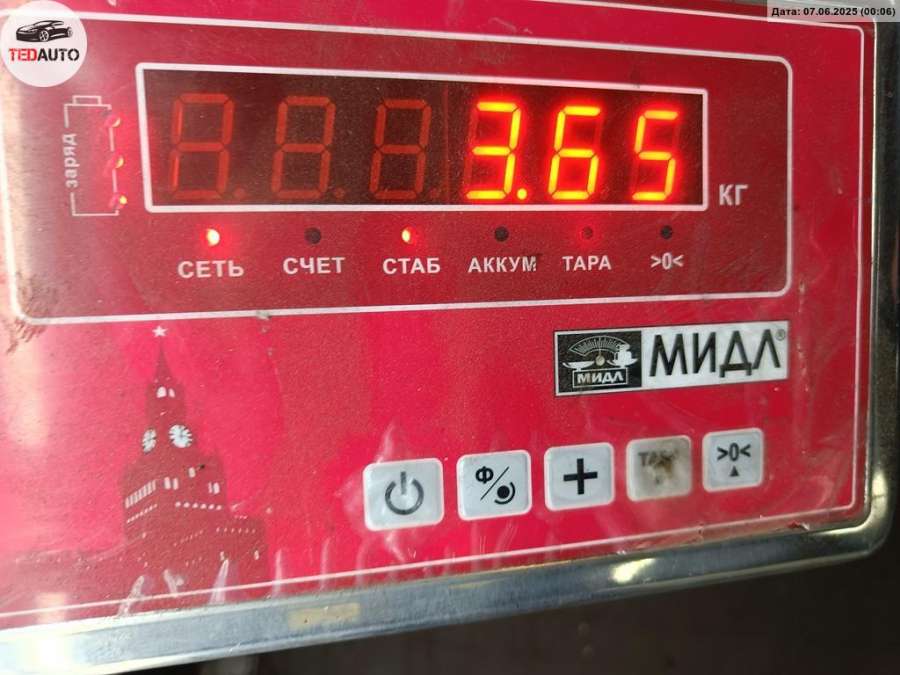 Дата: 07.06.2025 (00:06)
TEDAUTO
заряд
3.65
КГ
СЕТЬ СЧЕТ СТАБ АККУМ ТАРА >0<
МИДЛ МИДЛ®
Ф + ТАРА >0<